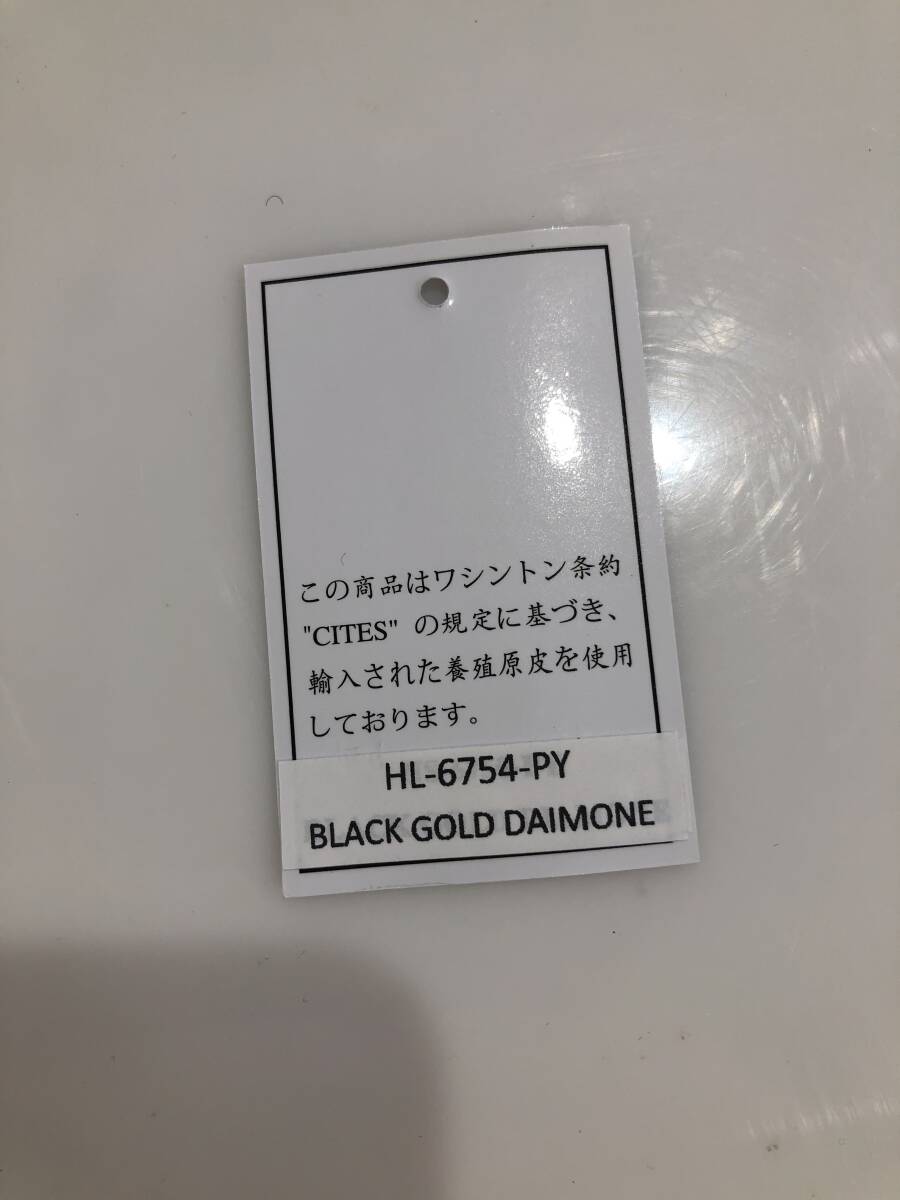 この商品はワシントン条約
"CITES" の規定に基づき、
輸入された養殖原皮を使用
しております。
HL-6754-PY
BLACK GOLD DAIMONE